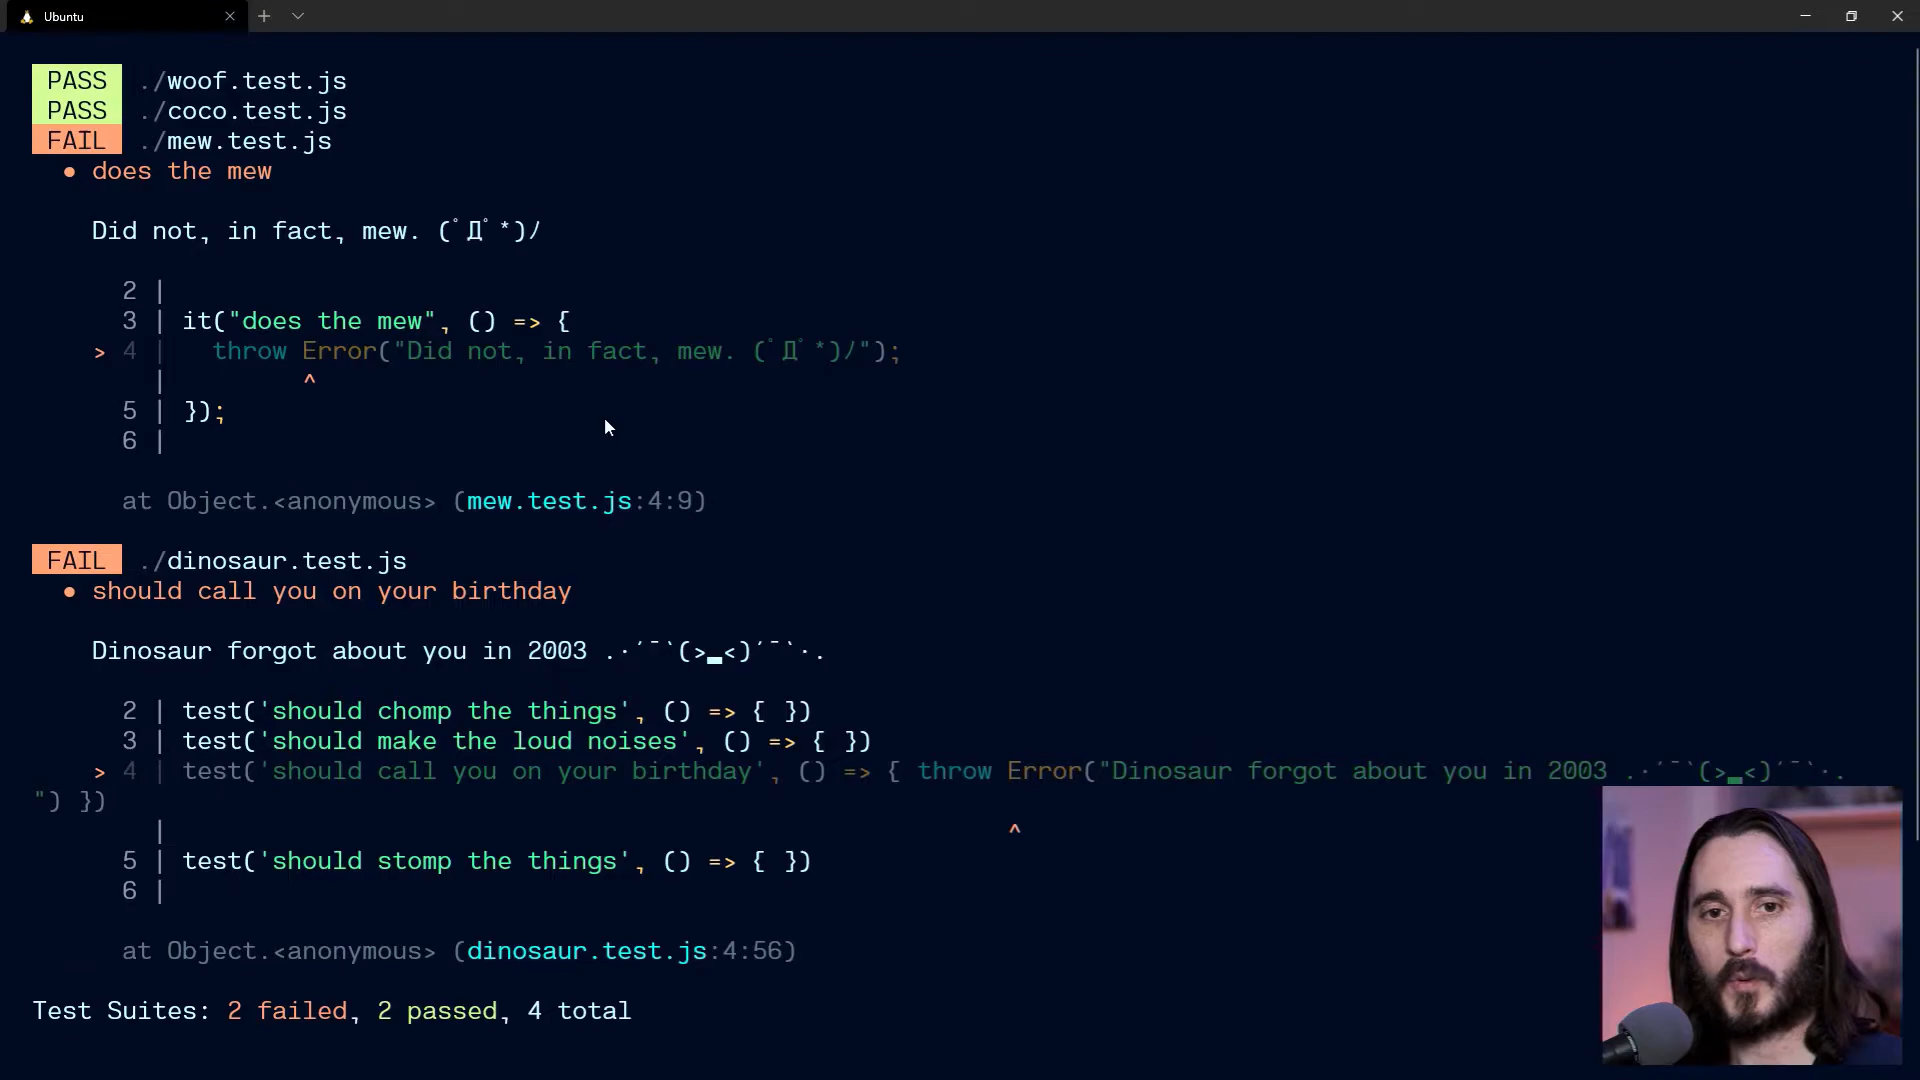 Ubuntu
PASS ./woof.test.js
PASS ./coco.test.js
FAIL ./mew.test.js
● does the mew
Did not, in fact, mew. (ﾟДﾟ*)ﾉ
2 |
3 | it("does the mew", () => {
> 4 | throw Error("Did not, in fact, mew. (ﾟДﾟ*)ﾉ");
| ^
5 | });
6 |
at Object.<anonymous> (mew.test.js:4:9)
FAIL ./dinosaur.test.js
● should call you on your birthday
Dinosaur forgot about you in 2003 .·´¯`(>▂<)´¯`·.
2 | test('should chomp the things', () => { })
3 | test('should make the loud noises', () => { })
> 4 | test('should call you on your birthday', () => { throw Error("Dinosaur forgot about you in 2003 .·´¯`(>▂<)´¯`·.
") })
| ^
5 | test('should stomp the things', () => { })
6 |
at Object.<anonymous> (dinosaur.test.js:4:56)
Test Suites: 2 failed, 2 passed, 4 total